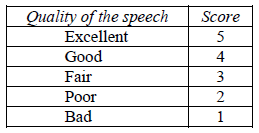 Quality of the speech Score
Excellent 5
Good 4
Fair 3
Poor 2
Bad 1